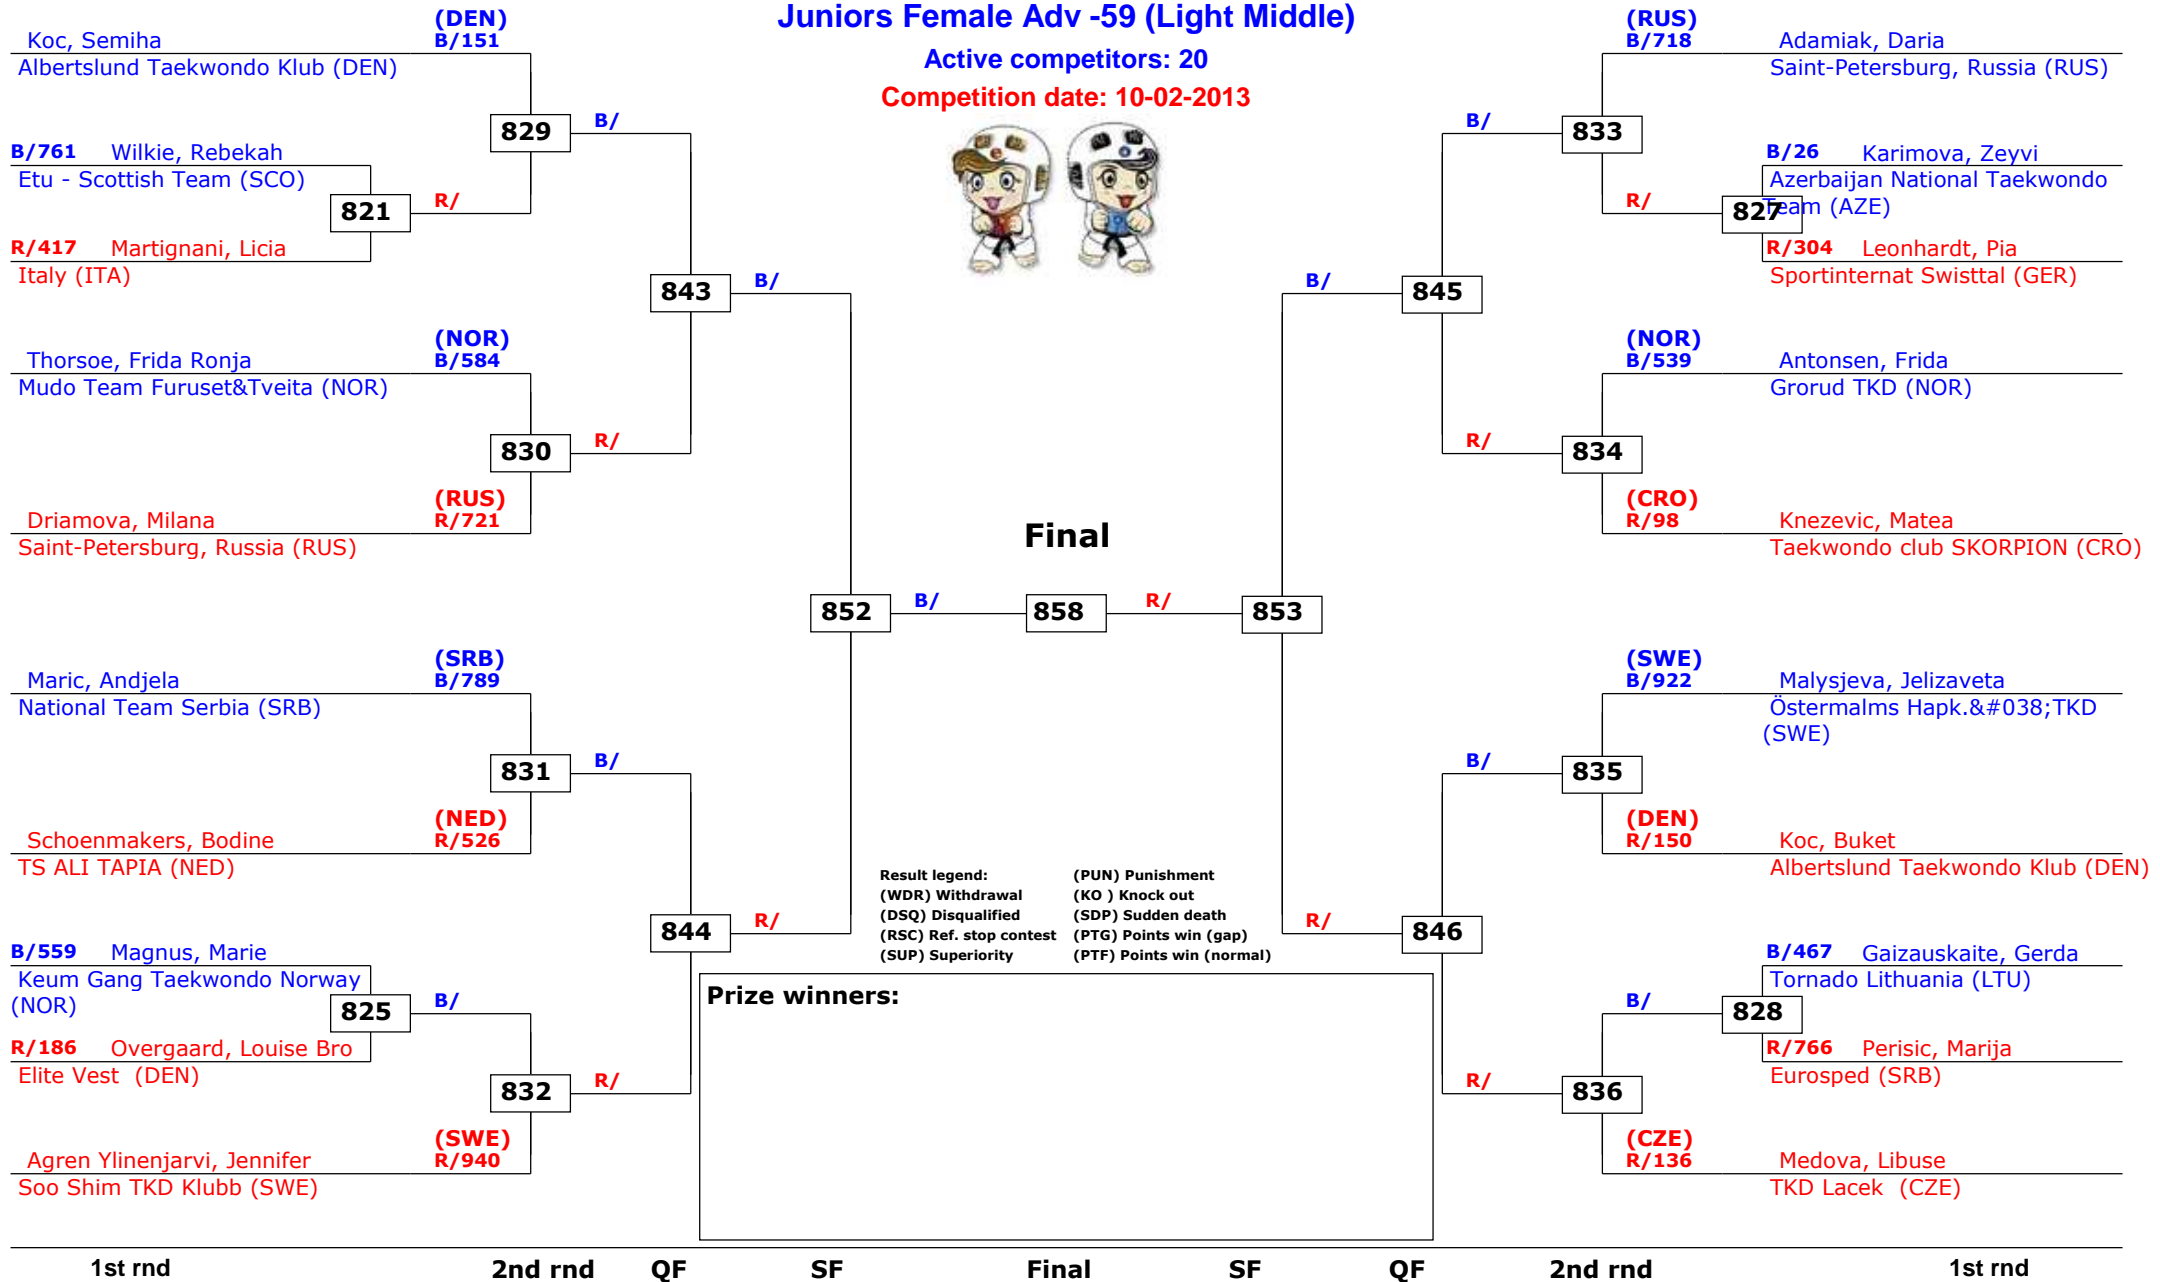 Juniors Female Adv -59 (Light Middle)
Active competitors: 20
Competition date: 10-02-2013
Koc, Semiha
(DEN)
B/151
Albertslund Taekwondo Klub (DEN)
829
B/
B/761 Wilkie, Rebekah
Etu - Scottish Team (SCO)
821
R/
R/417 Martignani, Licia
Italy (ITA)
843
B/
Thorsoe, Frida Ronja
(NOR)
B/584
Mudo Team Furuset&Tveita (NOR)
830
R/
Driamova, Milana
(RUS)
R/721
Saint-Petersburg, Russia (RUS)
852
B/
Maric, Andjela
(SRB)
B/789
National Team Serbia (SRB)
831
B/
Schoenmakers, Bodine
(NED)
R/526
TS ALI TAPIA (NED)
844
R/
B/559 Magnus, Marie
Keum Gang Taekwondo Norway
(NOR)
825
B/
R/186 Overgaard, Louise Bro
Elite Vest (DEN)
832
R/
Agren Ylinenjarvi, Jennifer
(SWE)
R/940
Soo Shim TKD Klubb (SWE)
Final
858
R/
853
(RUS)
B/718
Adamiak, Daria
Saint-Petersburg, Russia (RUS)
B/
833
B/26 Karimova, Zeyvi
Azerbaijan National Taekwondo
Team (AZE)
R/
827
R/304 Leonhardt, Pia
Sportinternat Swisttal (GER)
B/
845
(NOR)
B/539
Antonsen, Frida
Grorud TKD (NOR)
R/
834
(CRO)
R/98
Knezevic, Matea
Taekwondo club SKORPION (CRO)
(SWE)
B/922
Malysjeva, Jelizaveta
Östermalms Hapk.&#038;TKD
(SWE)
B/
835
(DEN)
R/150
Koc, Buket
Albertslund Taekwondo Klub (DEN)
R/
846
B/467 Gaizauskaite, Gerda
Tornado Lithuania (LTU)
B/
828
R/766 Perisic, Marija
Eurosped (SRB)
R/
836
(CZE)
R/136
Medova, Libuse
TKD Lacek (CZE)
Result legend:
(WDR) Withdrawal
(DSQ) Disqualified
(RSC) Ref. stop contest
(SUP) Superiority
(PUN) Punishment
(KO ) Knock out
(SDP) Sudden death
(PTG) Points win (gap)
(PTF) Points win (normal)
Prize winners:
1st rnd 2nd rnd QF SF Final SF QF 2nd rnd 1st rnd